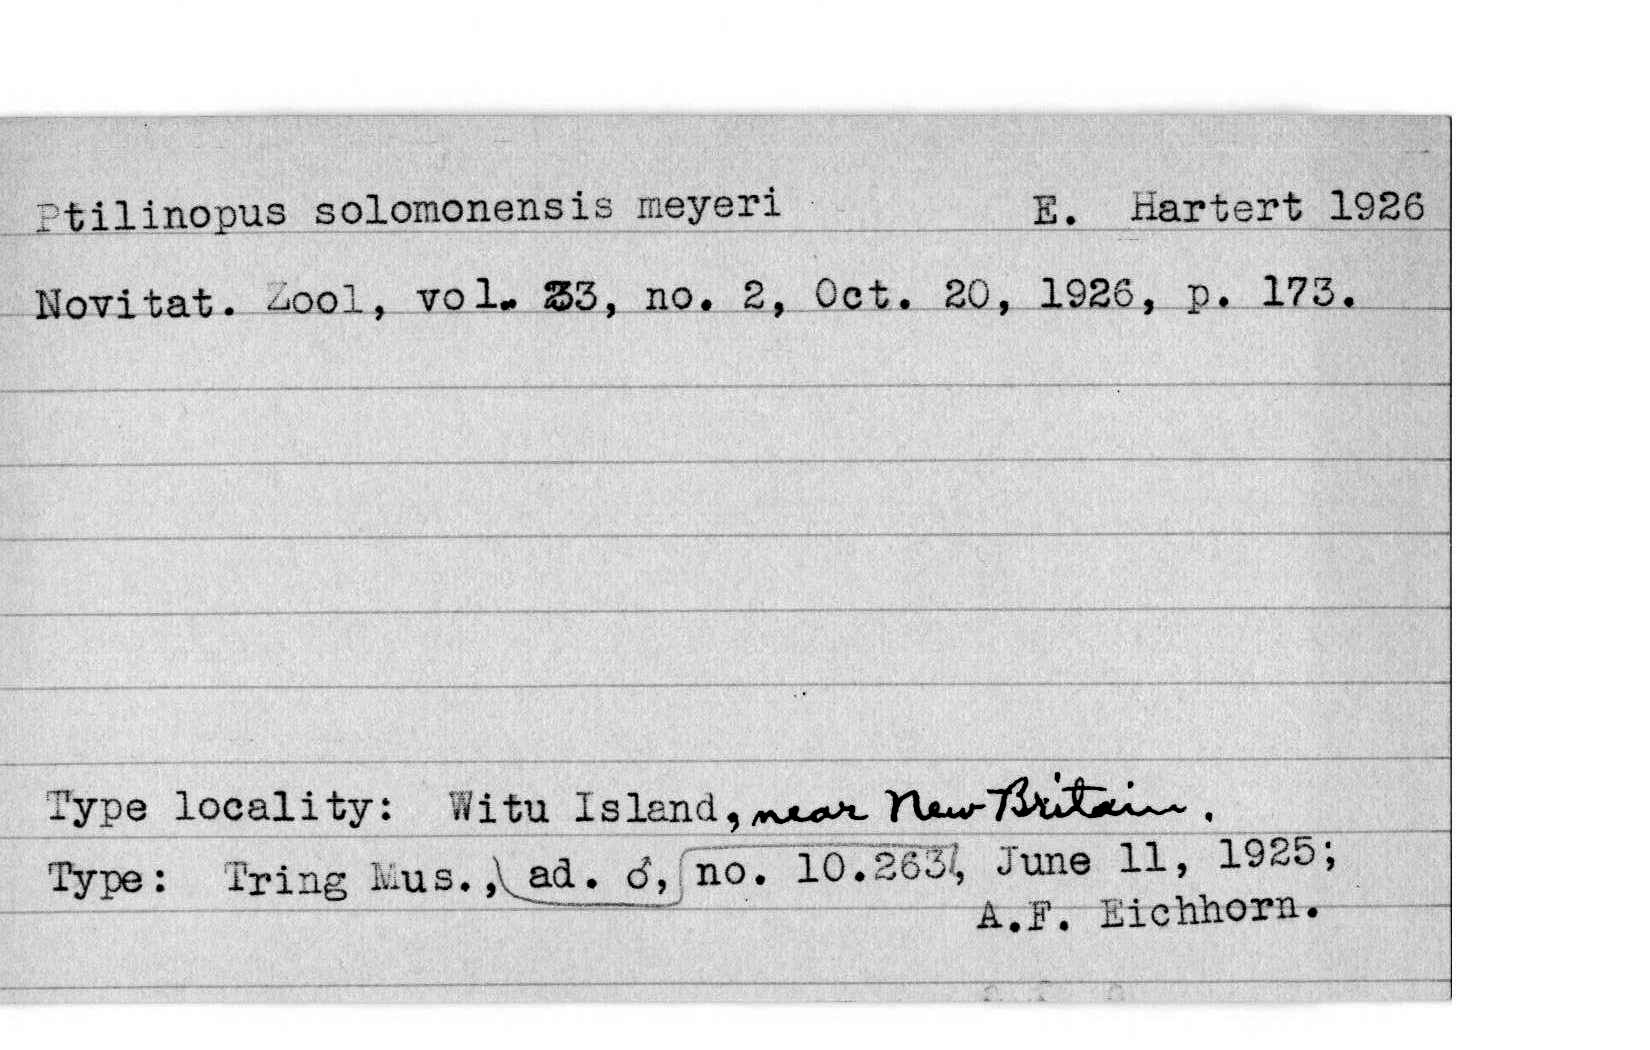 Ptilinopus solomonensis meyeri E. Hartert 1926
Novitat. Zool, vol. 33, no. 2, Oct. 20, 1926, p. 173.
Type locality: Witu Island, near New Britain.
Type: Tring Mus., ad. ♂, no. 10.263, June 11, 1925;
A.F. Eichhorn.